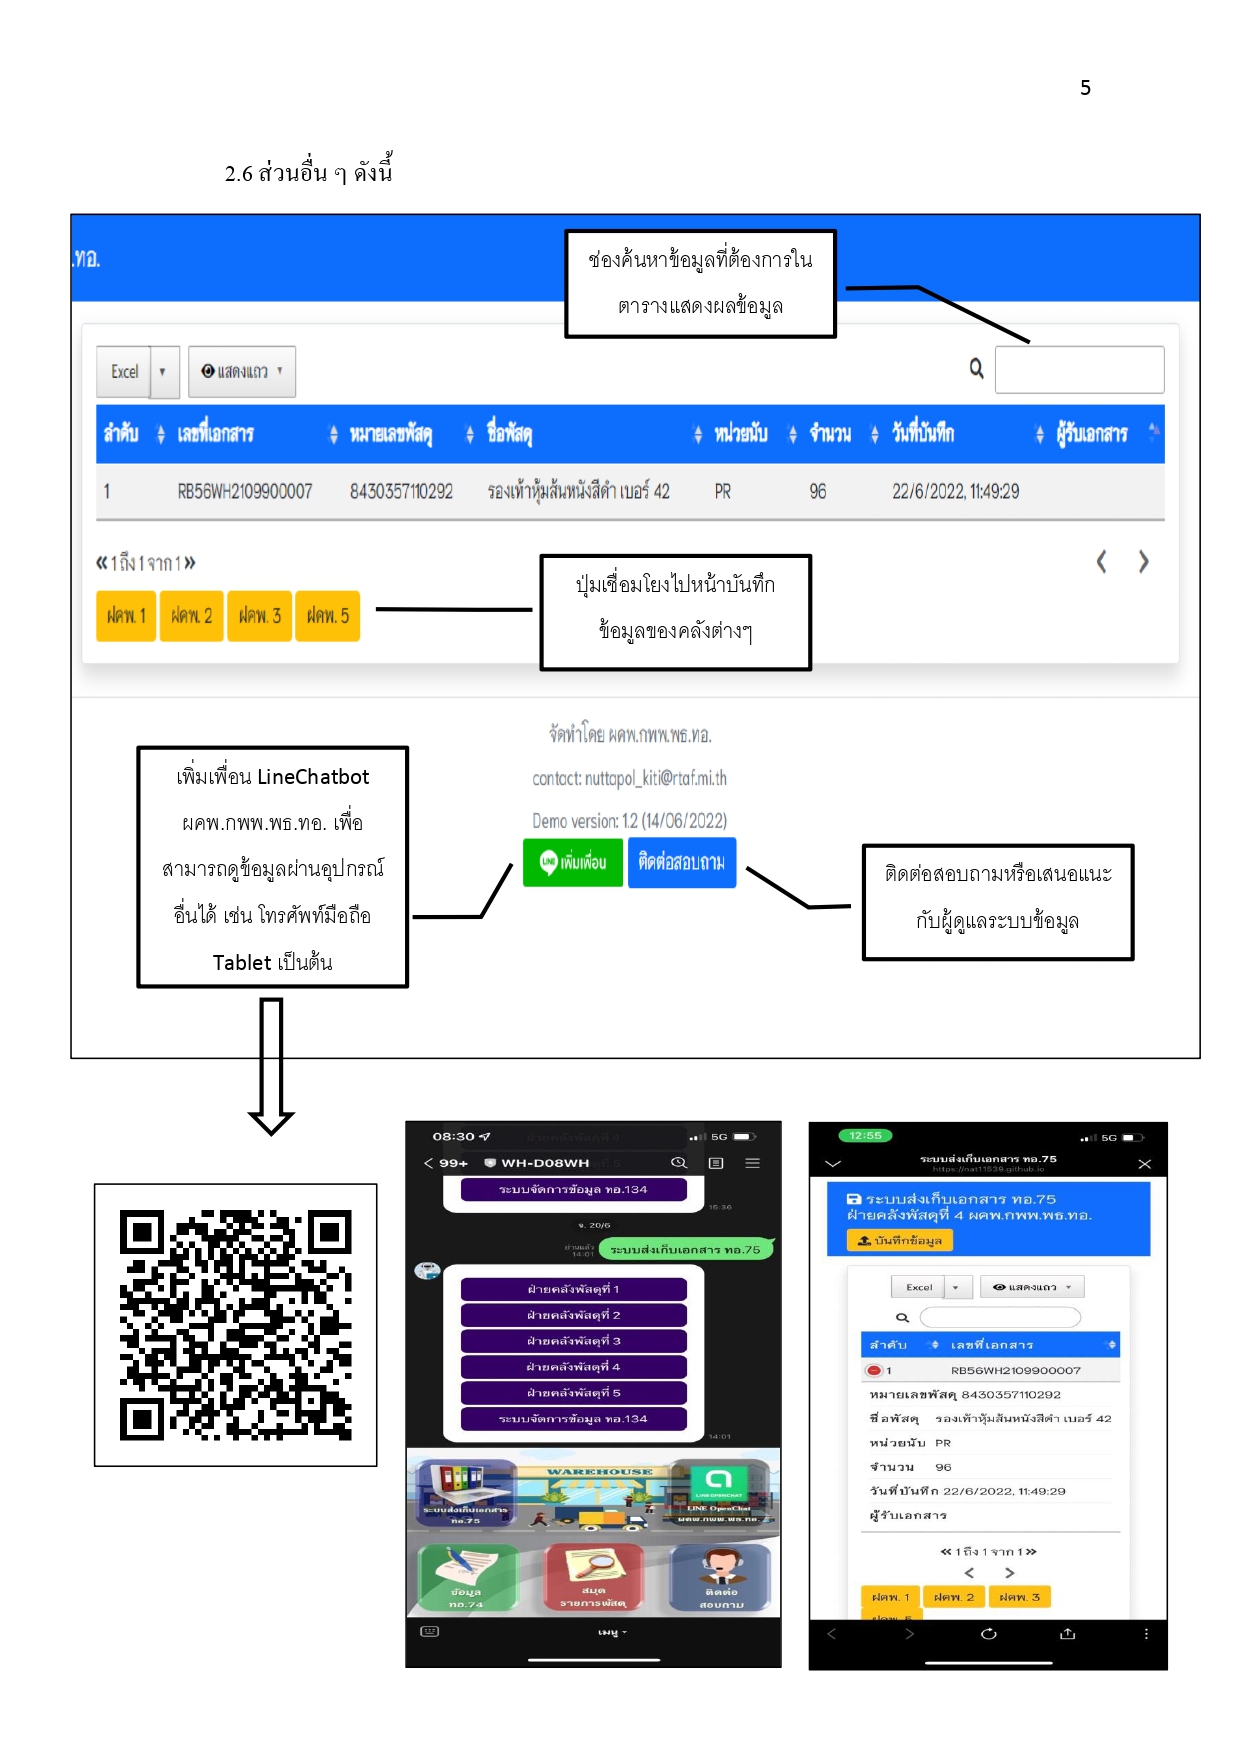 5
2.6 ส่วนอื่น ๆ ดังนี้
.ทอ.
ช่องค้นหาข้อมูลที่ต้องการใน
ตารางแสดงผลข้อมูล
Excel แสดงแถว
ลำดับ เลขที่เอกสาร หมายเลขพัสดุ ชื่อพัสดุ หน่วยนับ จำนวน วันที่บันทึก ผู้รับเอกสาร
1 RB56WH2109900007 8430357110292 รองเท้าหุ้มส้นหนังสีดำ เบอร์ 42 PR 96 22/6/2022, 11:49:29
«1 ถึง 1 จาก 1»
ฝคพ. 1 ฝคพ. 2 ฝคพ. 3 ฝคพ. 5
ปุ่มเชื่อมโยงไปหน้าบันทึก
ข้อมูลของคลังต่างๆ
จัดทำโดย ผคพ.กพพ.พธ.ทอ.
contact: nuttapol_kiti@rtaf.mi.th
Demo version: 1.2 (14/06/2022)
LINE เพิ่มเพื่อน ติดต่อสอบถาม
เพิ่มเพื่อน LineChatbot
ผคพ.กพพ.พธ.ทอ. เพื่อ
สามารถดูข้อมูลผ่านอุปกรณ์
อื่นได้ เช่น โทรศัพท์มือถือ
Tablet เป็นต้น
ติดต่อสอบถามหรือเสนอแนะ
กับผู้ดูแลระบบข้อมูล
08:30 5G
99+ WH-D08WH
ระบบจัดการข้อมูล ทอ.134
15:36
จ. 20/6
อ่านแล้ว
14:01 ระบบส่งเก็บเอกสาร ทอ.75
ฝ่ายคลังพัสดุที่ 1
ฝ่ายคลังพัสดุที่ 2
ฝ่ายคลังพัสดุที่ 3
ฝ่ายคลังพัสดุที่ 4
ฝ่ายคลังพัสดุที่ 5
ระบบจัดการข้อมูล ทอ.134
14:01
WAREHOUSE
ระบบส่งเก็บเอกสาร
ทอ.75
LINE OPENCHAT
LINE OpenChat
ผคพ.กพพ.พธ.ทอ.
ข้อมูล
ทอ.74
สมุด
รายการพัสดุ
ติดต่อ
สอบถาม
เมนู
12:55 5G
ระบบส่งเก็บเอกสาร ทอ.75
https://nat11539.github.io
ระบบส่งเก็บเอกสาร ทอ.75
ฝ่ายคลังพัสดุที่ 4 ผคพ.กพพ.พธ.ทอ.
บันทึกข้อมูล
Excel แสดงแถว
ลำดับ เลขที่เอกสาร
1 RB56WH2109900007
หมายเลขพัสดุ 8430357110292
ชื่อพัสดุ รองเท้าหุ้มส้นหนังสีดำ เบอร์ 42
หน่วยนับ PR
จำนวน 96
วันที่บันทึก 22/6/2022, 11:49:29
ผู้รับเอกสาร
«1 ถึง 1 จาก 1»
ฝคพ. 1 ฝคพ. 2 ฝคพ. 3
ฝคพ. 5